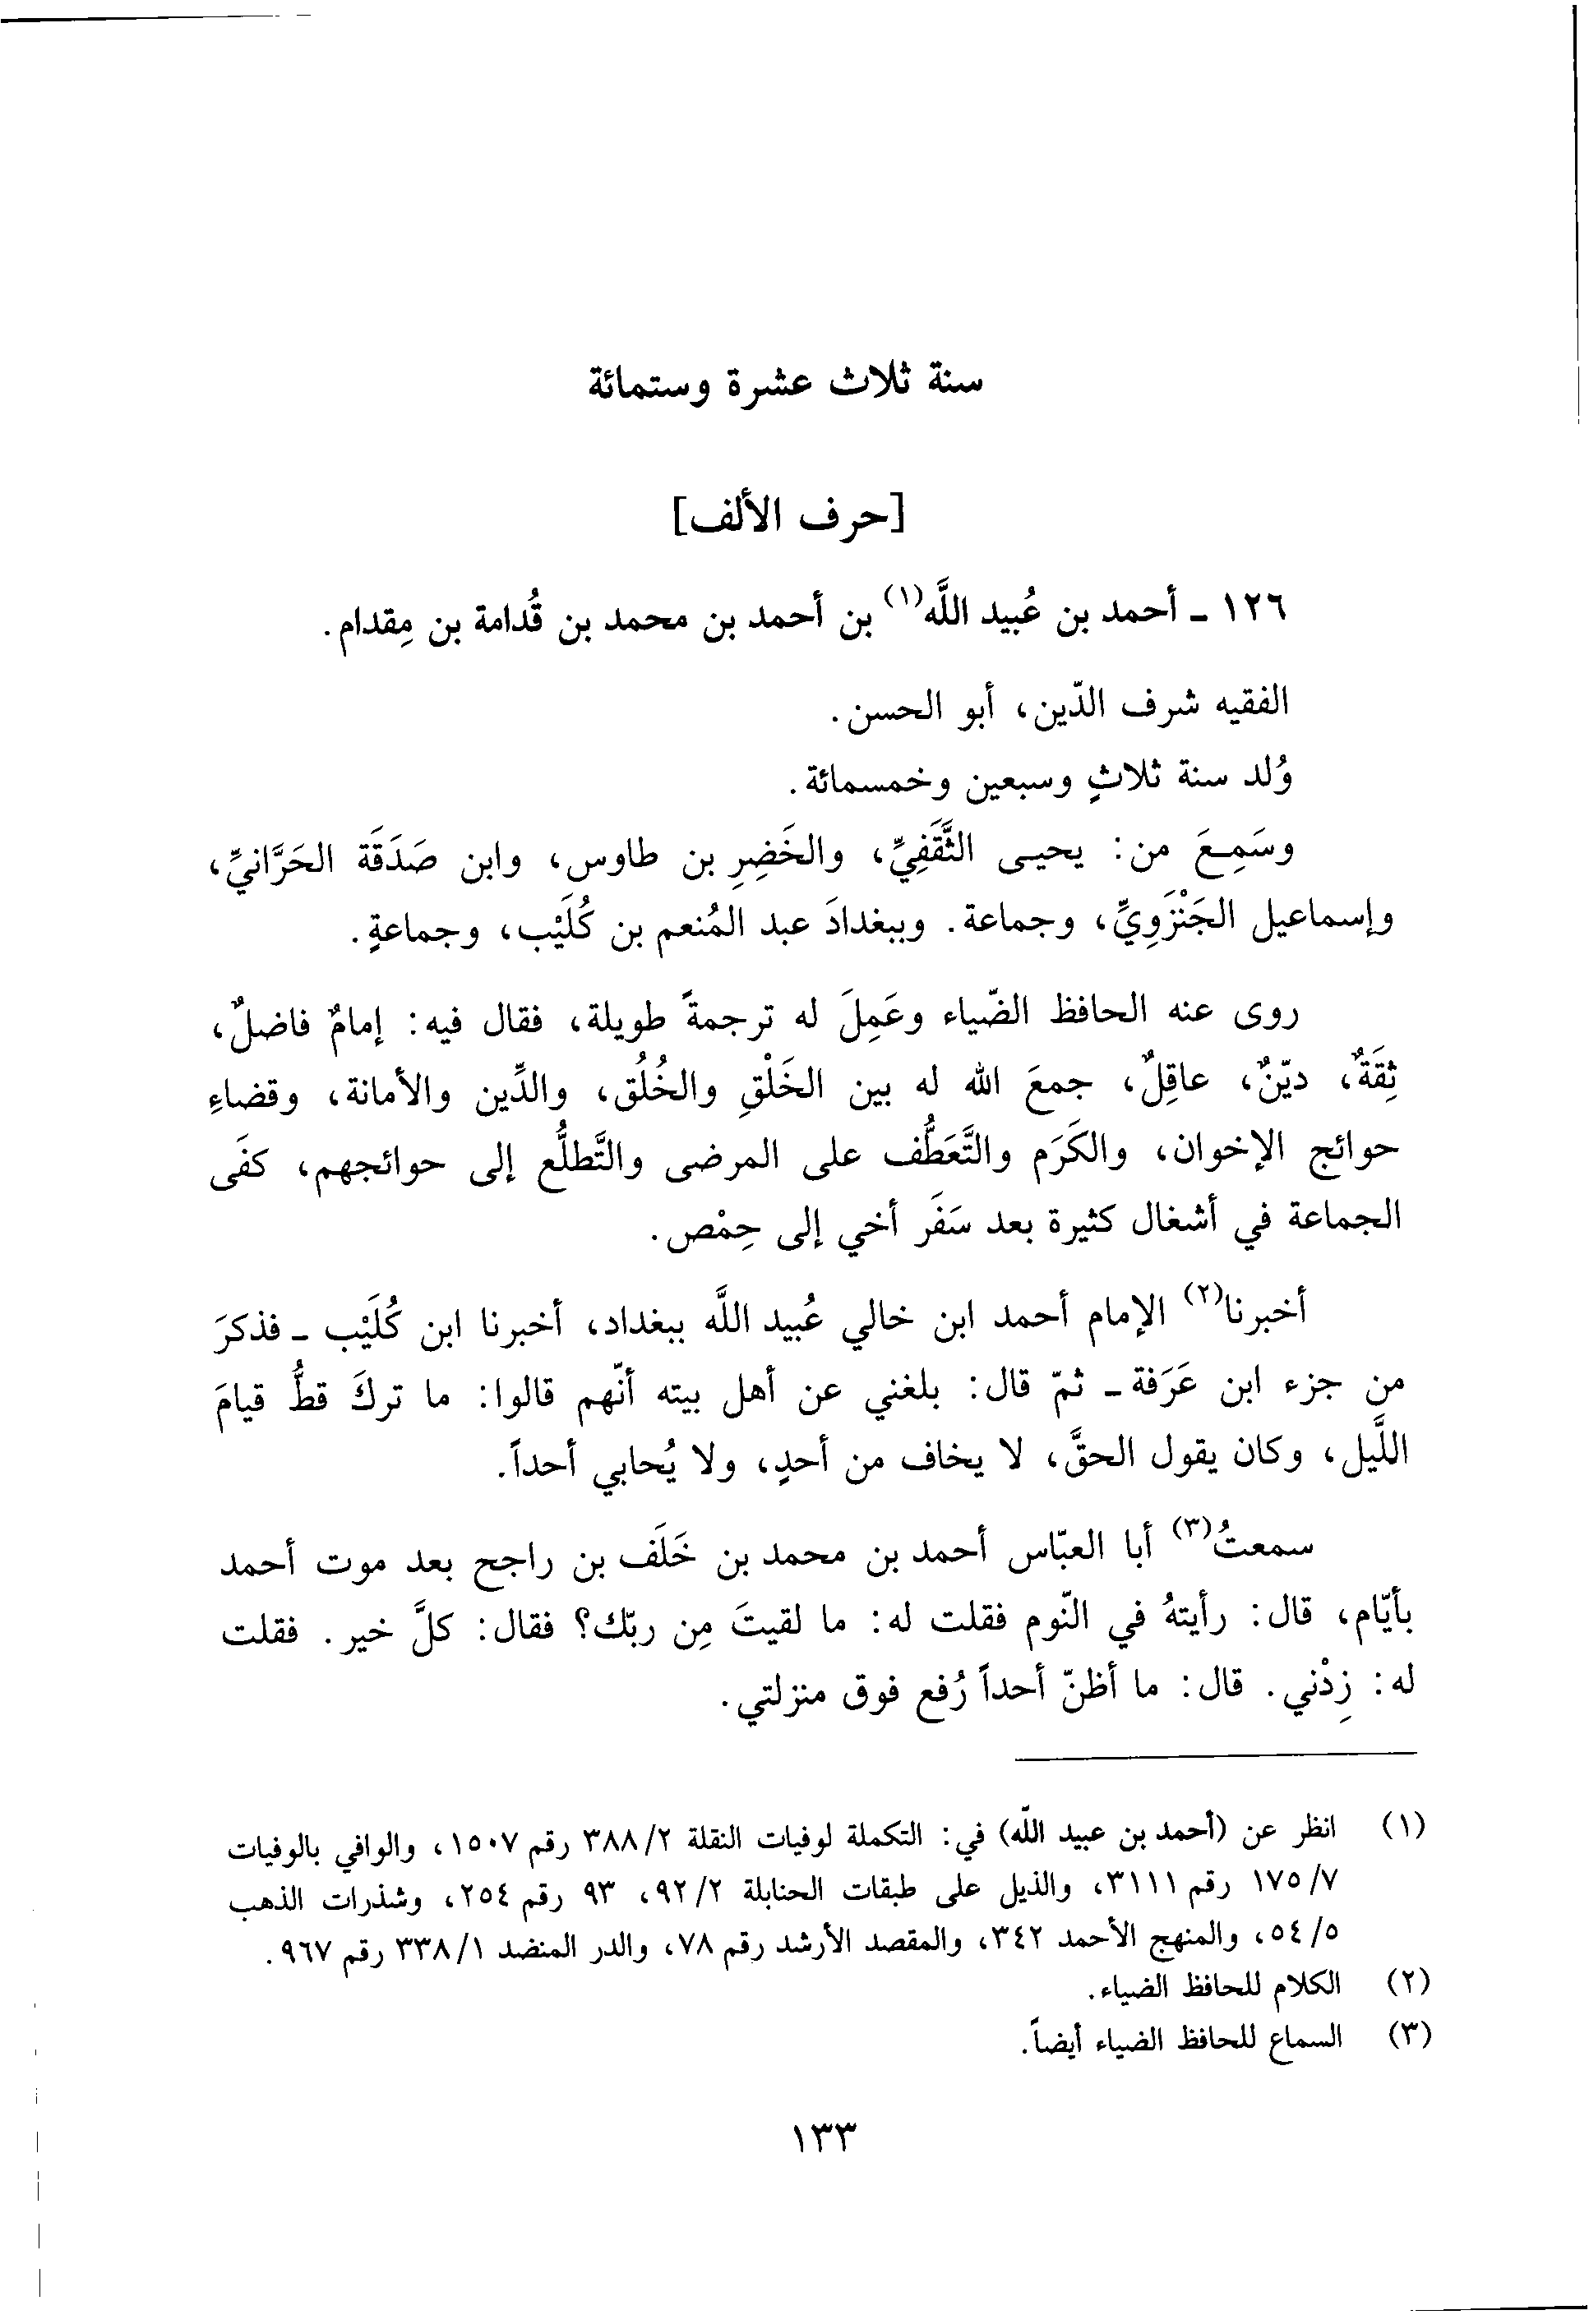 سنة ثلاث عشرة وستمائة
[حرف الألف]
١٢٦ ـ أحمد بن عُبيد اللَّه(١) بن أحمد بن محمد بن قُدامة بن مِقدام.
الفقيه شرف الدّين، أبو الحسن.
وُلد سنة ثلاثٍ وسبعين وخمسمائة.
وسَمِعَ من: يحيى الثَّقَفِيِّ، والخَضِرِ بن طاوس، وابن صَدَقَة الحَرَّانيِّ،
وإسماعيل الجَنْزَوِيِّ، وجماعة. وببغدادَ عبد المُنعم بن كُلَيْب، وجماعةٍ.
روى عنه الحافظ الضّياء وعَمِلَ له ترجمةً طويلة، فقال فيه: إمامٌ فاضلٌ،
ثِقَةٌ، ديّنٌ، عاقِلٌ، جمعَ الله له بين الخَلْقِ والخُلُق، والدِّين والأمانة، وقضاءِ
حوائج الإخوان، والكَرَم والتَّعَطُّف على المرضى والتَّطلُّع إلى حوائجهم، كفَى
الجماعة في أشغال كثيرة بعد سَفَر أخي إلى حِمْص.
أخبرنا(٢) الإمام أحمد ابن خالي عُبيد اللَّه ببغداد، أخبرنا ابن كُلَيْب ـ فذكرَ
من جزء ابن عَرَفة ـ ثمّ قال: بلغني عن أهل بيته أنّهم قالوا: ما تركَ قطُّ قيامَ
اللَّيل، وكان يقول الحقَّ، لا يخاف من أحدٍ، ولا يُحابي أحداً.
سمعتُ(٣) أبا العبّاس أحمد بن محمد بن خَلَف بن راجح بعد موت أحمد
بأيّام، قال: رأيتهُ في النّوم فقلت له: ما لقيتَ مِن ربّك؟ فقال: كلَّ خير. فقلت
له: زِدْني. قال: ما أظنّ أحداً رُفع فوق منزلتي.
(١) انظر عن (أحمد بن عبيد اللّه) في: التكملة لوفيات النقلة ٢/ ٣٨٨ رقم ١٥٠٧، والوافي بالوفيات
٧/ ١٧٥ رقم ٣١١١، والذيل على طبقات الحنابلة ٢/ ٩٢، ٩٣ رقم ٢٥٤، وشذرات الذهب
٥/ ٥٤، والمنهج الأحمد ٣٤٢، والمقصد الأرشد رقم ٧٨، والدر المنضد ١/ ٣٣٨ رقم ٩٦٧.
(٢) الكلام للحافظ الضياء.
(٣) السماع للحافظ الضياء أيضاً.
١٣٣